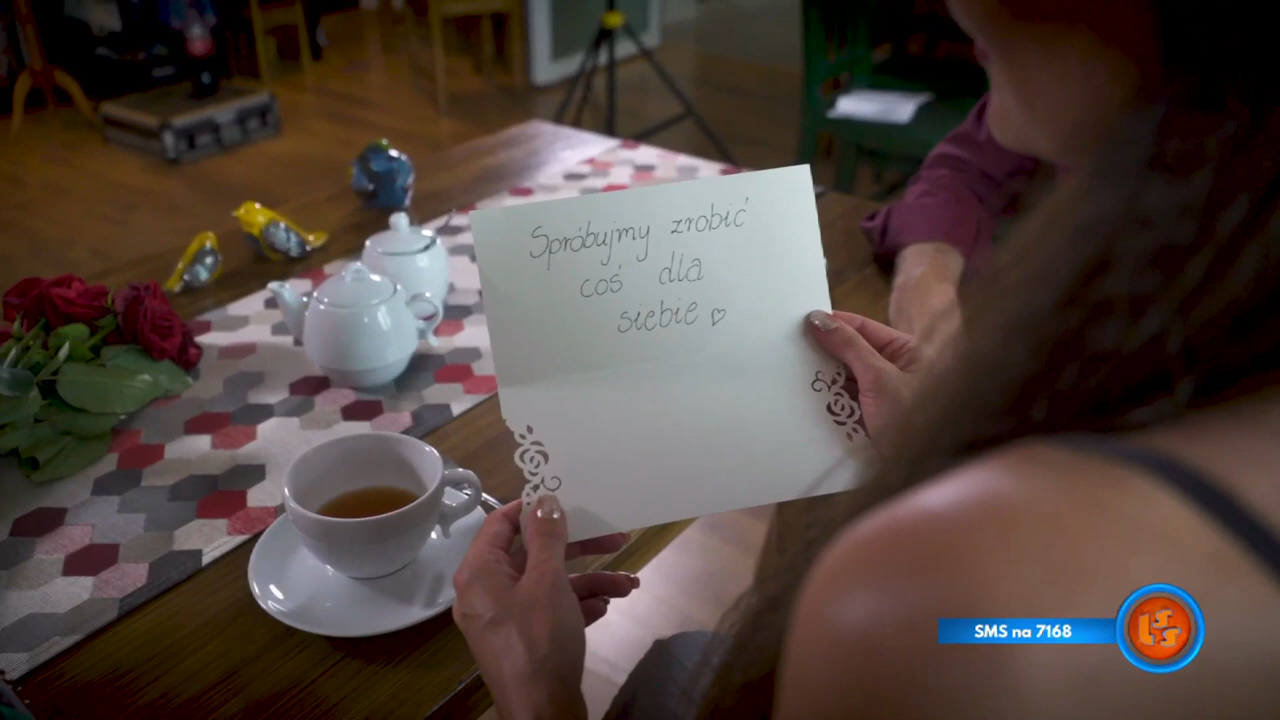 Spróbujmy zrobić
coś dla
siebie ♡
SMS na 7168